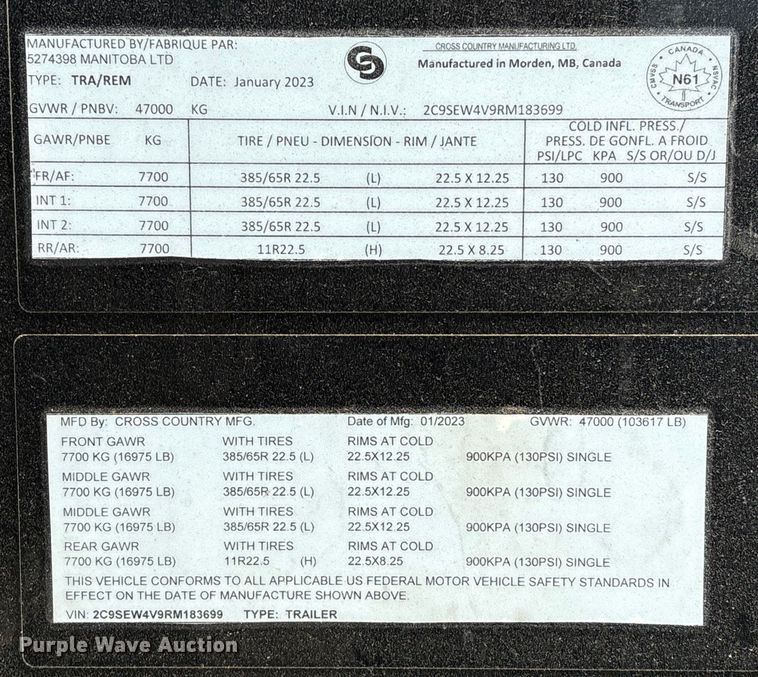 MANUFACTURED BY/FABRIQUE PAR:
5274398 MANITOBA LTD
CROSS COUNTRY MANUFACTURING LTD.
Manufactured in Morden, MB, Canada
CANADA
CMVSS N61 NSVAC
TRANSPORT
TYPE: TRA/REM DATE: January 2023
GVWR / PNBV: 47000 KG V.I.N / N.I.V.: 2C9SEW4V9RM183699
GAWR/PNBE KG TIRE / PNEU - DIMENSION - RIM / JANTE COLD INFL. PRESS./
PRESS. DE GONFL. A FROID
PSI/LPC KPA S/S OR/OU D/J
FR/AF: 7700 385/65R 22.5 (L) 22.5 X 12.25 130 900 S/S
INT 1: 7700 385/65R 22.5 (L) 22.5 X 12.25 130 900 S/S
INT 2: 7700 385/65R 22.5 (L) 22.5 X 12.25 130 900 S/S
RR/AR: 7700 11R22.5 (H) 22.5 X 8.25 130 900 S/S
MFD By: CROSS COUNTRY MFG. Date of Mfg: 01/2023 GVWR: 47000 (103617 LB)
FRONT GAWR WITH TIRES RIMS AT COLD
7700 KG (16975 LB) 385/65R 22.5 (L) 22.5X12.25 900KPA (130PSI) SINGLE
MIDDLE GAWR WITH TIRES RIMS AT COLD
7700 KG (16975 LB) 385/65R 22.5 (L) 22.5X12.25 900KPA (130PSI) SINGLE
MIDDLE GAWR WITH TIRES RIMS AT COLD
7700 KG (16975 LB) 385/65R 22.5 (L) 22.5X12.25 900KPA (130PSI) SINGLE
REAR GAWR WITH TIRES RIMS AT COLD
7700 KG (16975 LB) 11R22.5 (H) 22.5X8.25 900KPA (130PSI) SINGLE
THIS VEHICLE CONFORMS TO ALL APPLICABLE US FEDERAL MOTOR VEHICLE SAFETY STANDARDS IN
EFFECT ON THE DATE OF MANUFACTURE SHOWN ABOVE.
VIN: 2C9SEW4V9RM183699 TYPE: TRAILER
Purple Wave Auction